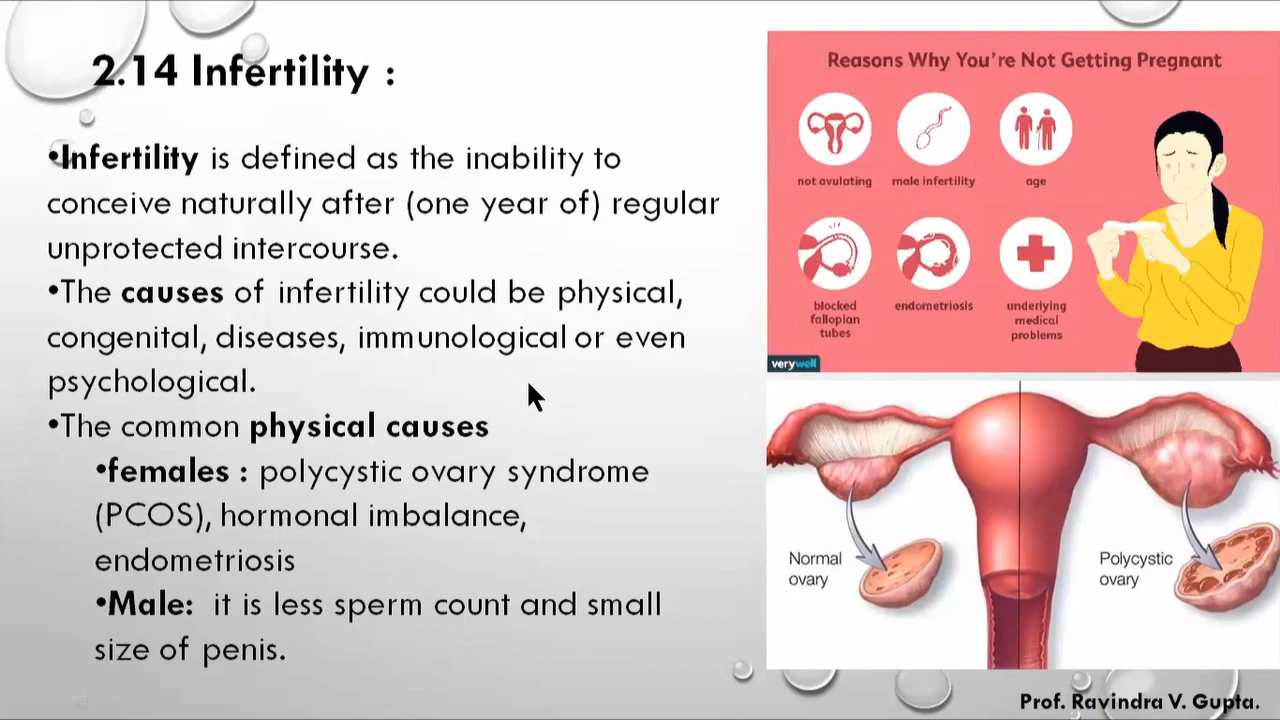 2.14 Infertility :
•Infertility is defined as the inability to
conceive naturally after (one year of) regular
unprotected intercourse.
•The causes of infertility could be physical,
congenital, diseases, immunological or even
psychological.
•The common physical causes
•females : polycystic ovary syndrome
(PCOS), hormonal imbalance,
endometriosis
•Male: it is less sperm count and small
size of penis.
Reasons Why You're Not Getting Pregnant
not ovulating
male infertility
age
blocked
fallopian
tubes
endometriosis
underlying
medical
problems
verywell
Normal
ovary
Polycystic
ovary
Prof. Ravindra V. Gupta.